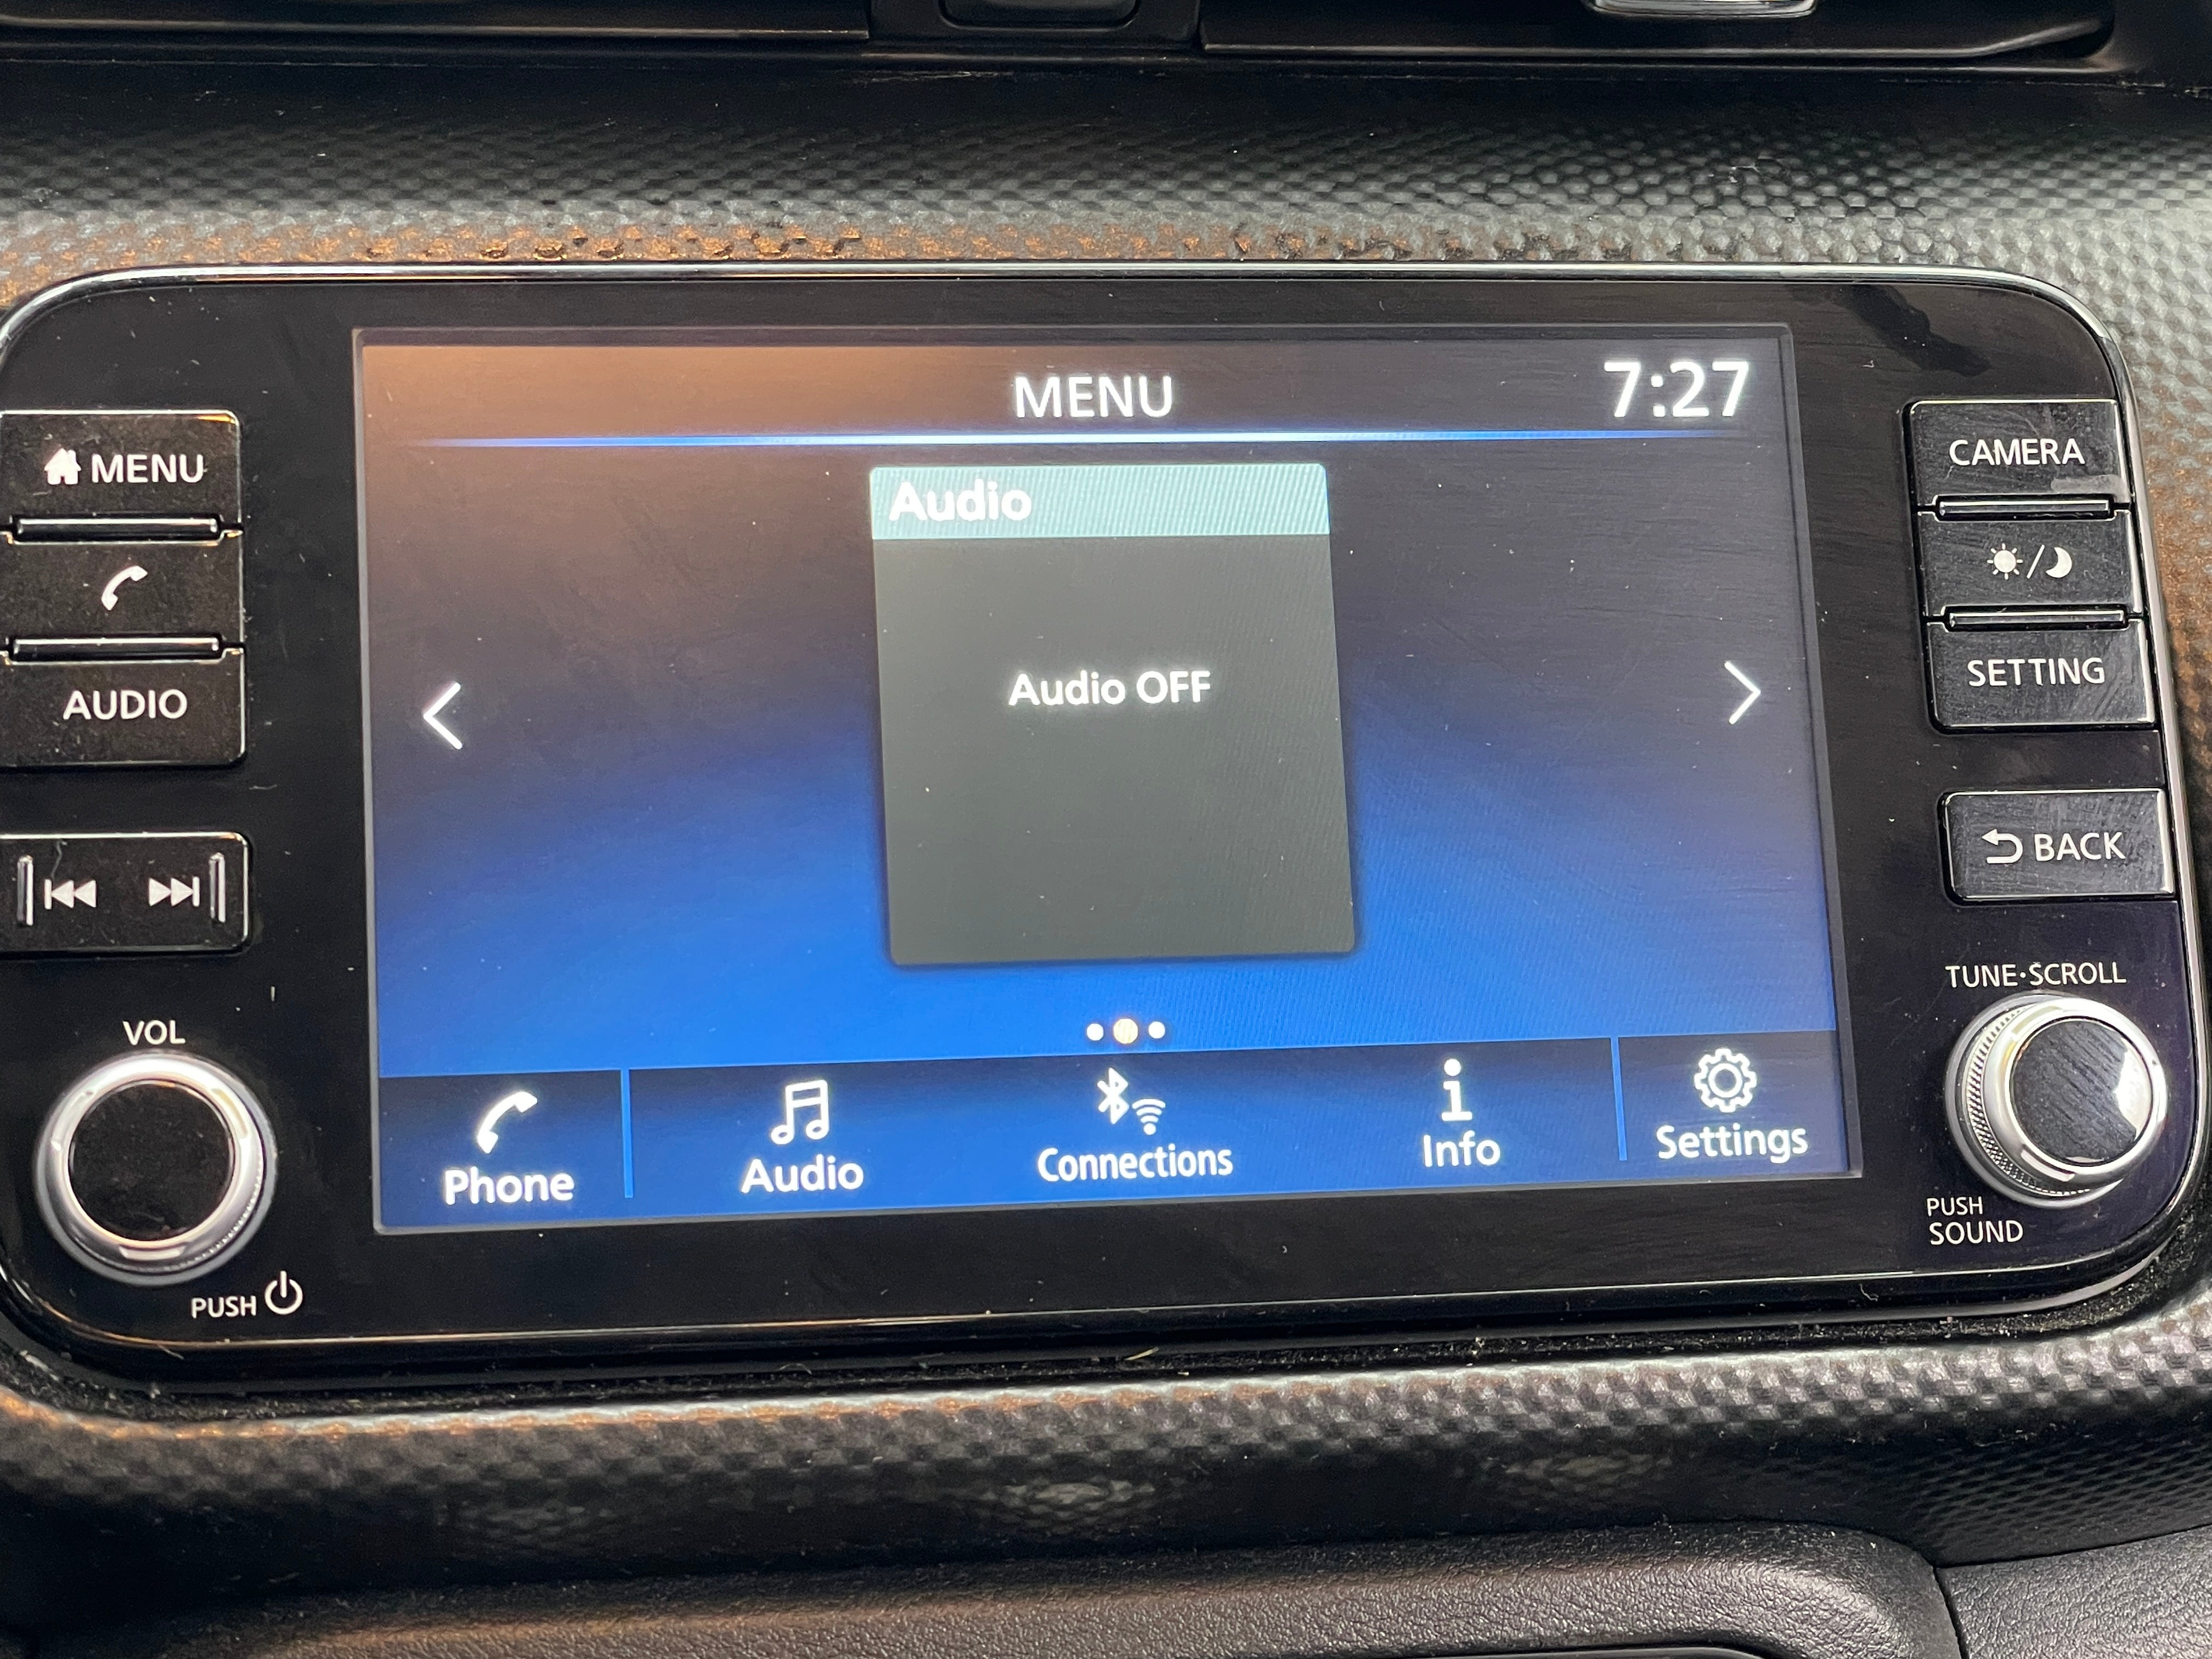 MENU
7:27
MENU
AUDIO
VOL
PUSH
Audio
Audio OFF
Phone
Audio
Connections
Info
Settings
CAMERA
SETTING
BACK
TUNE·SCROLL
PUSH
SOUND